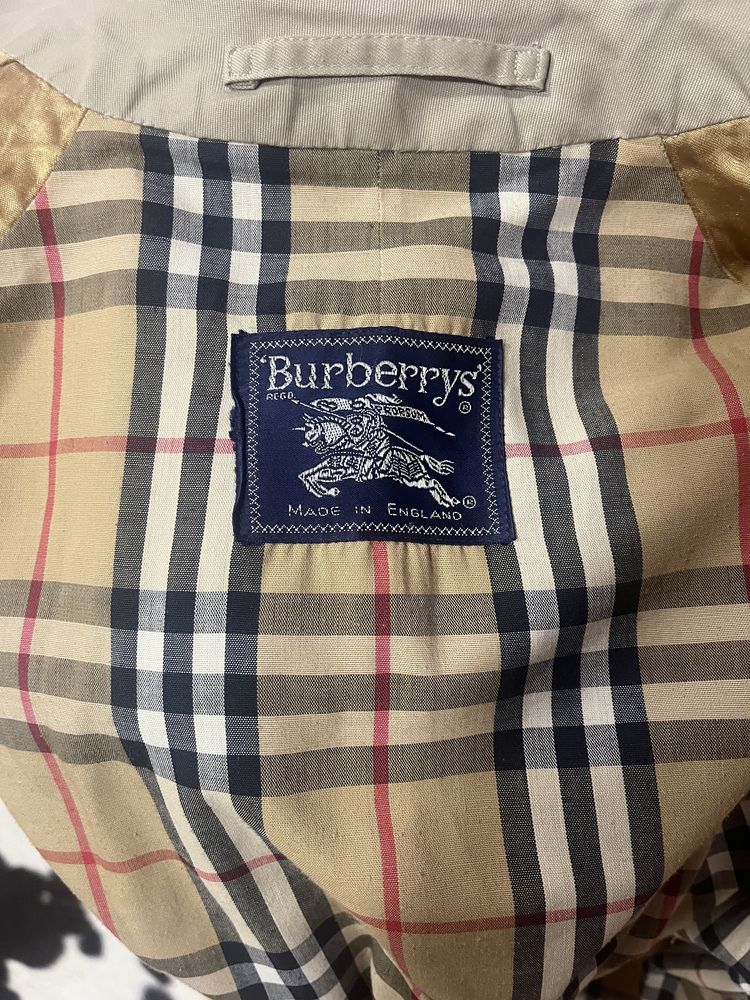 'Burberrys'
REGD.
PRORSUM
®
®
MADE IN ENGLAND